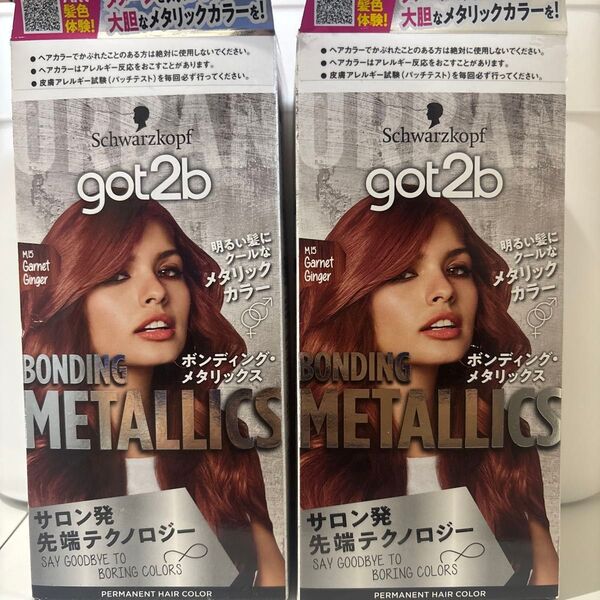 髪色
体験!
大胆なメタリックカラーを!
● ヘアカラーでかぶれたことのある方は絶対に使用しないでください。
● ヘアカラーはアレルギー反応をおこすことがあります。
● 皮膚アレルギー試験(パッチテスト)を毎回必ず行ってください。
Schwarzkopf
got2b
M15
Garnet
Ginger
明るい髪に
クールな
メタリック
カラー
BONDING
ボンディング・
メタリックス
METALLICS
サロン発
先端テクノロジー
SAY GOODBYE TO
BORING COLORS
PERMANENT HAIR COLOR
髪色
体験!
大胆なメタリックカラーを!
● ヘアカラーでかぶれたことのある方は絶対に使用しないでください。
● ヘアカラーはアレルギー反応をおこすことがあります。
● 皮膚アレルギー試験(パッチテスト)を毎回必ず行ってください。
Schwarzkopf
got2b
M15
Garnet
Ginger
明るい髪に
クールな
メタリック
カラー
BONDING
ボンディング・
メタリックス
METALLICS
サロン発
先端テクノロジー
SAY GOODBYE TO
BORING COLORS
PERMANENT HAIR COLOR